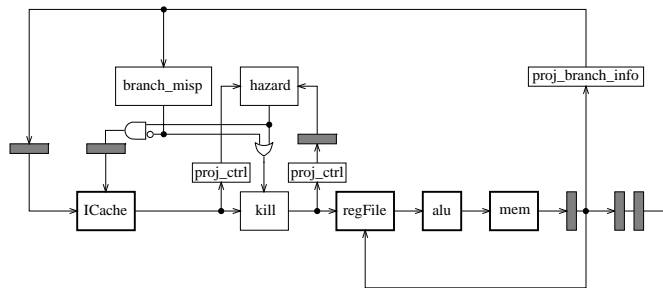 proj_branch_info
branch_misp
hazard
proj_ctrl
proj_ctrl
ICache
kill
regFile
alu
mem